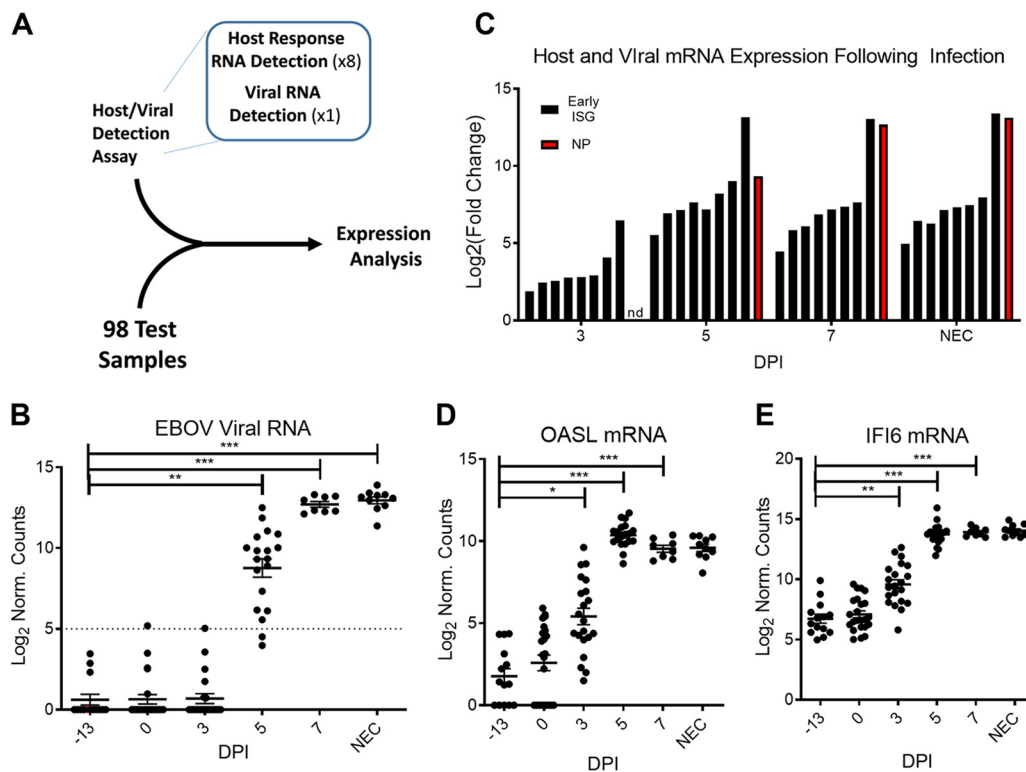 A
Host Response
RNA Detection (x8)
Viral RNA
Detection (x1)
Host/Viral
Detection
Assay
Expression
Analysis
98 Test
Samples
C
Host and VIral mRNA Expression Following Infection
Early
ISG
NP
Log2(Fold Change)
15
10
5
0
nd
3
5
7
NEC
DPI
B
EBOV Viral RNA
***
***
**
Log2 Norm. Counts
15
10
5
0
-13
0
3
5
7
NEC
DPI
D
OASL mRNA
***
***
*
Log2 Norm. Counts
15
10
5
0
-13
0
3
5
7
NEC
DPI
E
IFI6 mRNA
***
***
**
Log2 Norm. Counts
20
15
10
5
0
-13
0
3
5
7
NEC
DPI